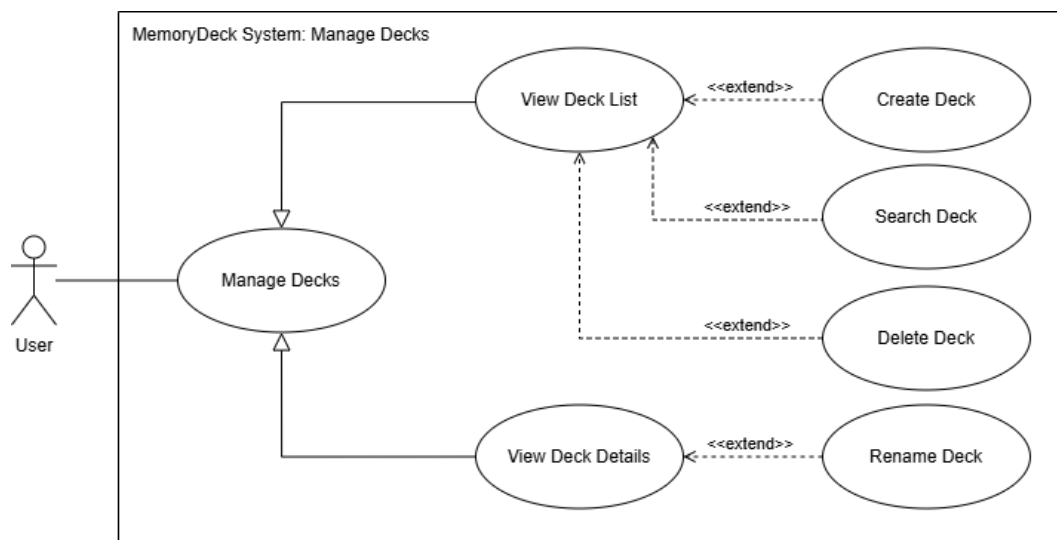 MemoryDeck System: Manage Decks
View Deck List
<<extend>>
Create Deck
<<extend>>
Search Deck
Manage Decks
User
<<extend>>
Delete Deck
View Deck Details
<<extend>>
Rename Deck